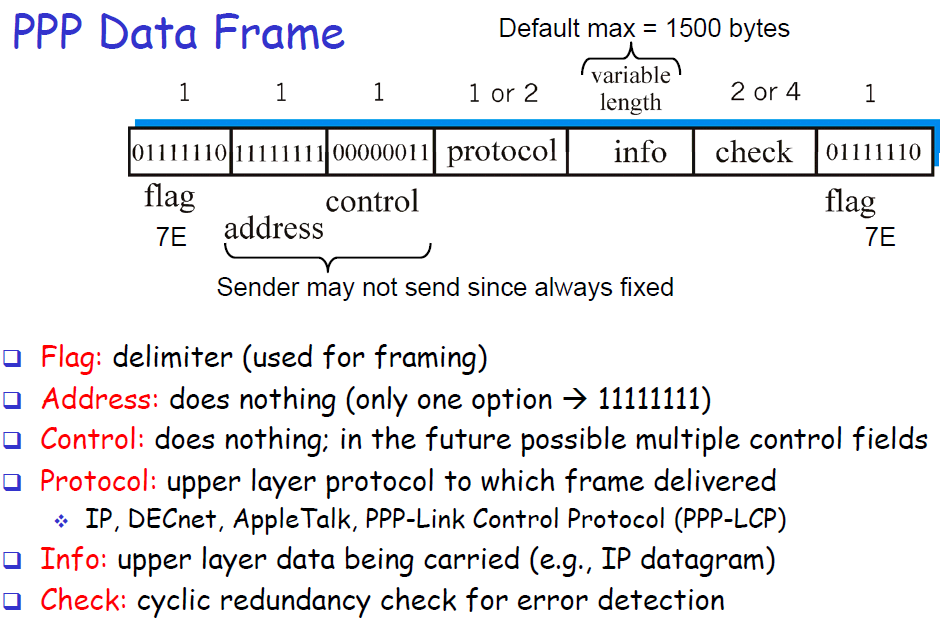 PPP Data Frame
Default max = 1500 bytes
1 1 1 1 or 2 variable length 2 or 4 1
01111110 11111111 00000011 protocol info check 01111110
flag address control flag
7E 7E
Sender may not send since always fixed
Flag: delimiter (used for framing)
Address: does nothing (only one option → 11111111)
Control: does nothing; in the future possible multiple control fields
Protocol: upper layer protocol to which frame delivered
IP, DECnet, AppleTalk, PPP-Link Control Protocol (PPP-LCP)
Info: upper layer data being carried (e.g., IP datagram)
Check: cyclic redundancy check for error detection